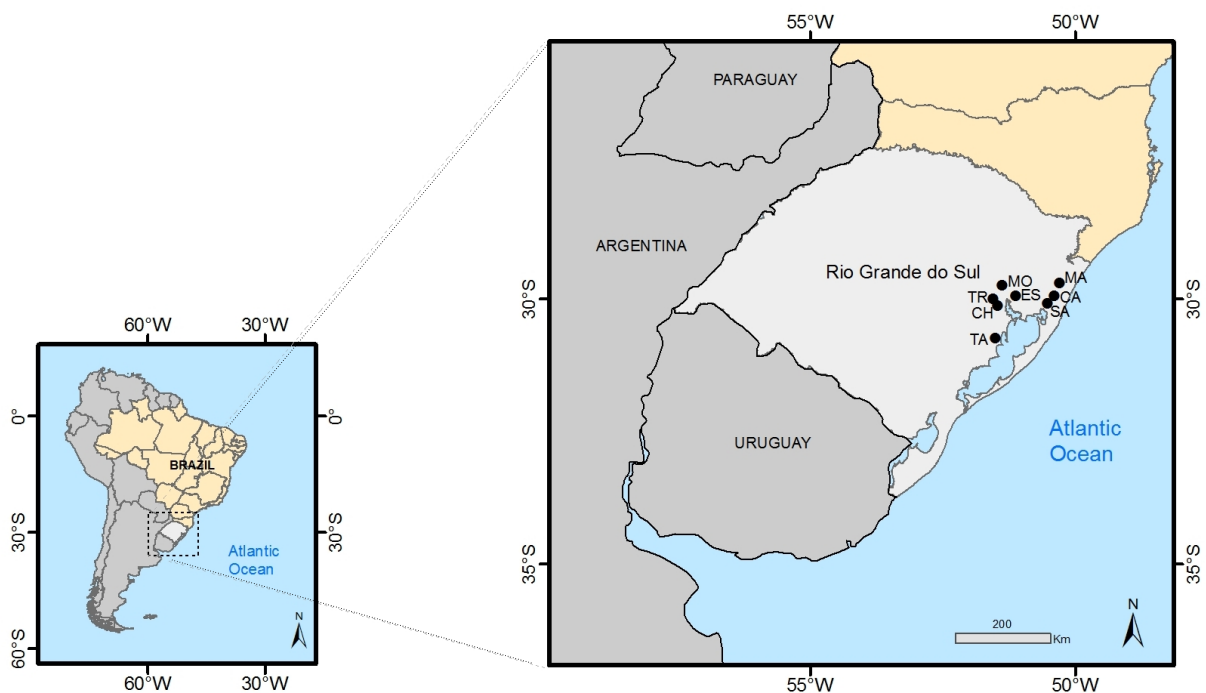 60°W
30°W
0°
0°
BRAZIL
30°S
30°S
Atlantic
Ocean
N
60°S
60°W
30°W
55°W
50°W
PARAGUAY
ARGENTINA
Rio Grande do Sul
MO
MA
TR
ES
CA
CH
SA
TA
30°S
30°S
URUGUAY
Atlantic
Ocean
35°S
35°S
N
200
Km
55°W
50°W